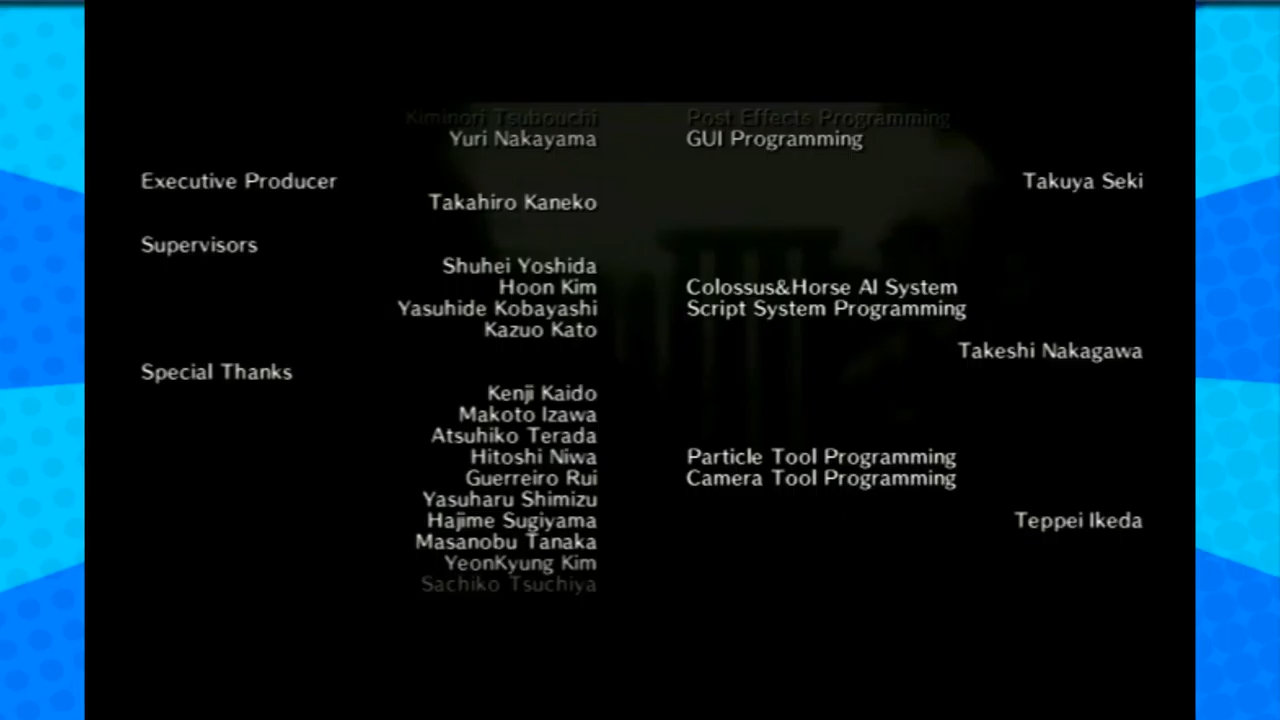 Kiminori Tsubouchi
Yuri Nakayama
Executive Producer
Takahiro Kaneko
Supervisors
Shuhei Yoshida
Hoon Kim
Yasuhide Kobayashi
Kazuo Kato
Special Thanks
Kenji Kaido
Makoto Izawa
Atsuhiko Terada
Hitoshi Niwa
Guerreiro Rui
Yasuharu Shimizu
Hajime Sugiyama
Masanobu Tanaka
YeonKyung Kim
Sachiko Tsuchiya
Post Effects Programming
GUI Programming
Takuya Seki
Colossus&Horse AI System
Script System Programming
Takeshi Nakagawa
Particle Tool Programming
Camera Tool Programming
Teppei Ikeda